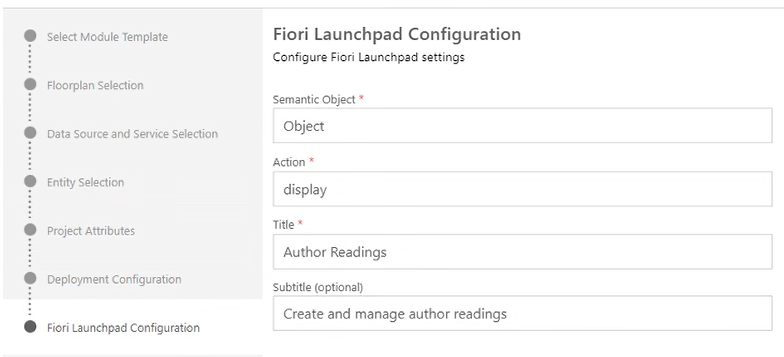 Select Module Template
Floorplan Selection
Data Source and Service Selection
Entity Selection
Project Attributes
Deployment Configuration
Fiori Launchpad Configuration
Fiori Launchpad Configuration
Configure Fiori Launchpad settings
Semantic Object *
Object
Action *
display
Title *
Author Readings
Subtitle (optional)
Create and manage author readings